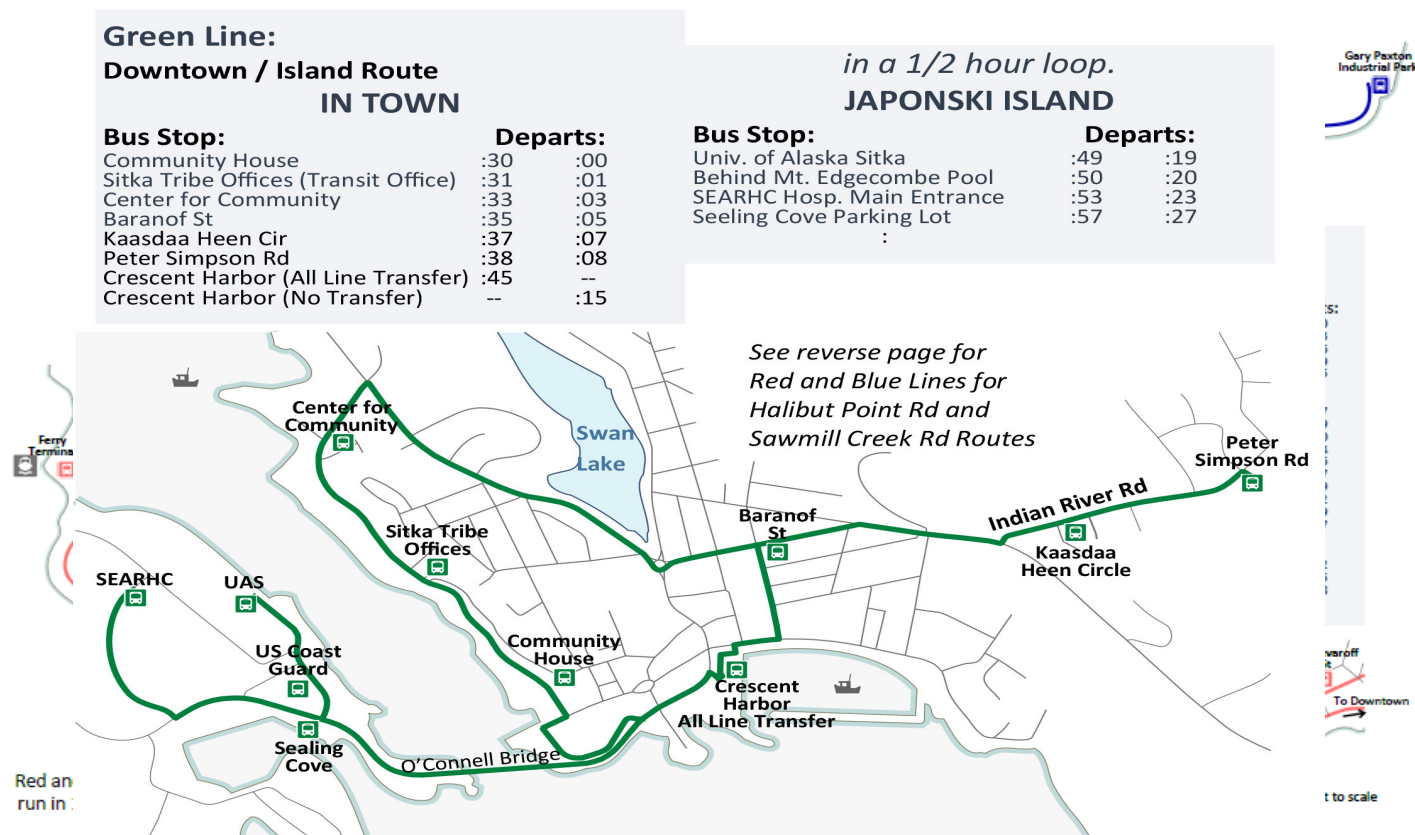 Green Line:
Downtown / Island Route
IN TOWN
Bus Stop: Departs:
Community House :30 :00
Sitka Tribe Offices (Transit Office) :31 :01
Center for Community :33 :03
Baranof St :35 :05
Kaasdaa Heen Cir :37 :07
Peter Simpson Rd :38 :08
Crescent Harbor (All Line Transfer) :45 --
Crescent Harbor (No Transfer) -- :15
in a 1/2 hour loop.
JAPONSKI ISLAND
Bus Stop: Departs:
Univ. of Alaska Sitka :49 :19
Behind Mt. Edgecombe Pool :50 :20
SEARHC Hosp. Main Entrance :53 :23
Seeling Cove Parking Lot :57 :27
:
Gary Paxton
Industrial Park
See reverse page for
Red and Blue Lines for
Halibut Point Rd and
Sawmill Creek Rd Routes
Center for
Community
Swan
Lake
Ferry
Peter
Simpson Rd
Indian River Rd
Baranof
St
Kaasdaa
Heen Circle
Sitka Tribe
Offices
SEARHC
UAS
US Coast
Guard
Community
House
Crescent
Harbor
All Line Transfer
Sealing
Cove
O'Connell Bridge
To Downtown
Red an
run in
t to scale